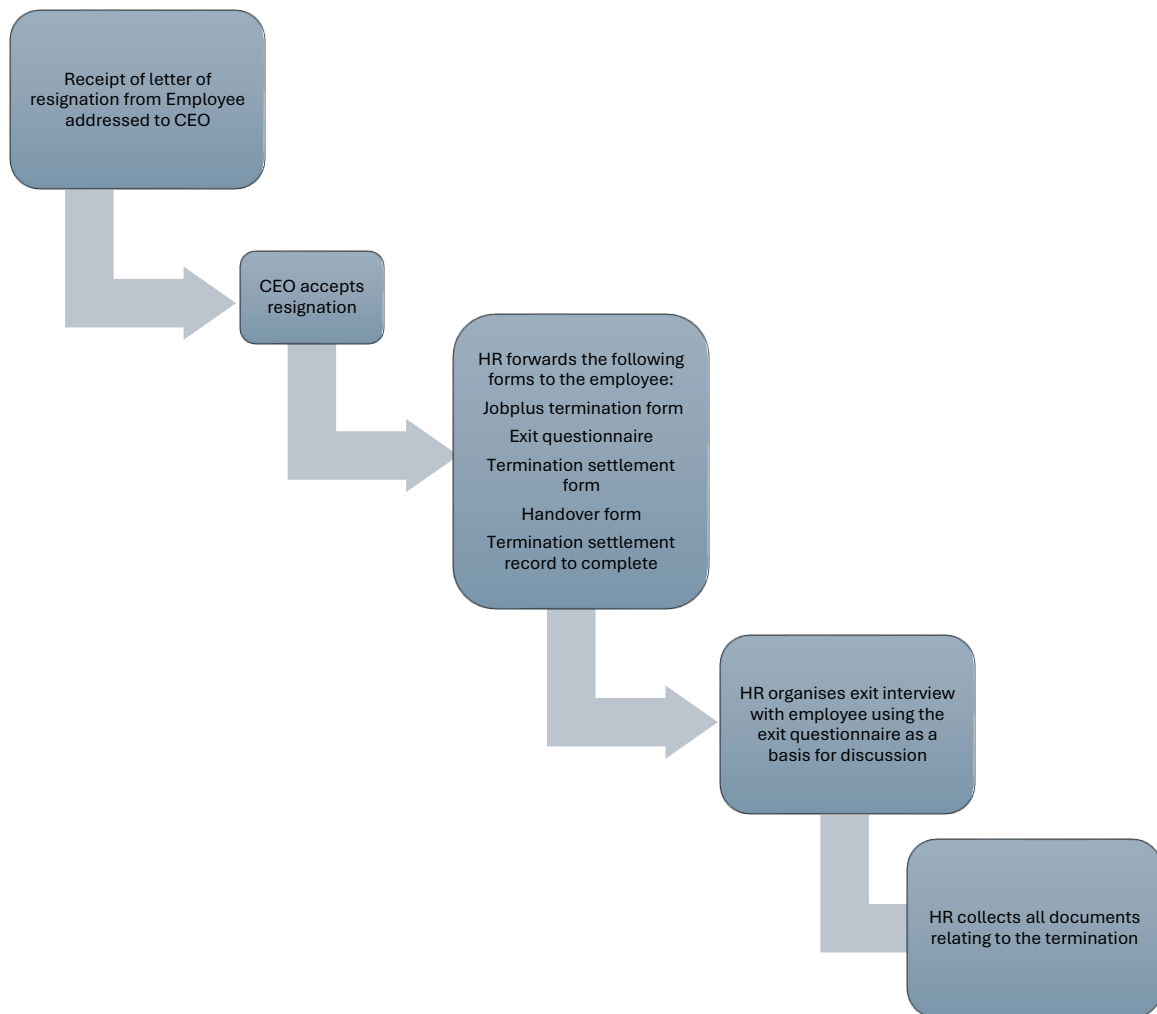 Receipt of letter of
resignation from Employee
addressed to CEO
CEO accepts
resignation
HR forwards the following
forms to the employee:
Jobplus termination form
Exit questionnaire
Termination settlement
form
Handover form
Termination settlement
record to complete
HR organises exit interview
with employee using the
exit questionnaire as a
basis for discussion
HR collects all documents
relating to the termination